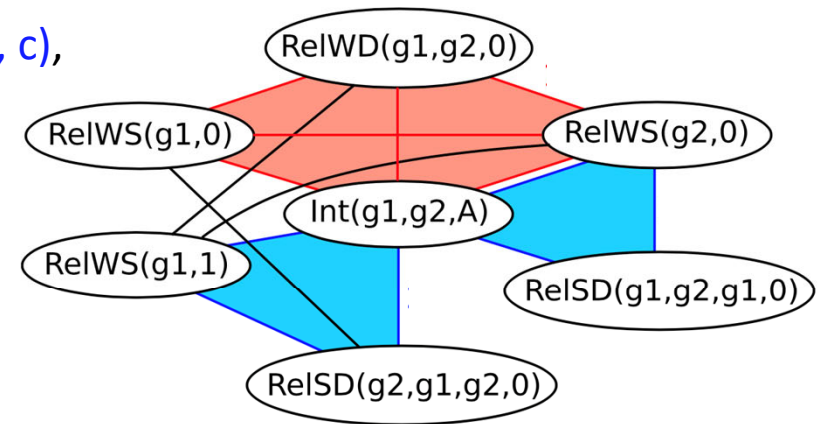 , c),
RelWD(g1,g2,0)
RelWS(g1,0)
RelWS(g2,0)
Int(g1,g2,A)
RelWS(g1,1)
RelSD(g1,g2,g1,0)
RelSD(g2,g1,g2,0)